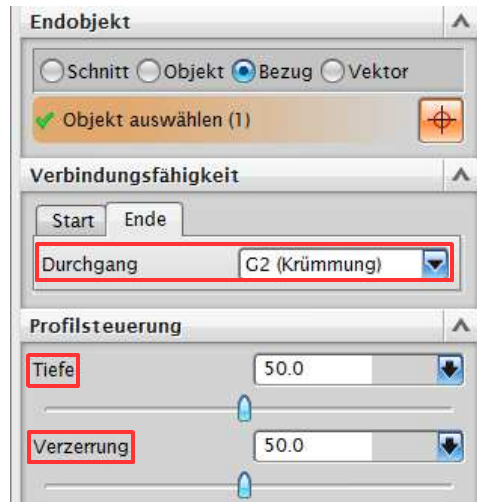 Endobjekt
Schnitt Objekt Bezug Vektor
Objekt auswählen (1)
Verbindungsfähigkeit
Start Ende
Durchgang G2 (Krümmung)
Profilsteuerung
Tiefe 50.0
Verzerrung 50.0